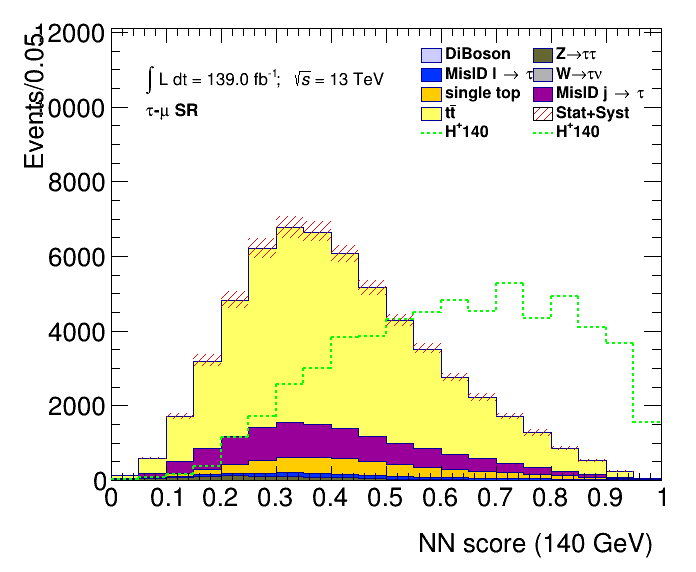 Events/0.05
12000
10000
8000
6000
4000
2000
0
∫ L dt = 139.0 fb⁻¹; √s = 13 TeV
τ-μ SR
DiBoson
Z→ττ
MisID l → τ
W→τν
single top
MisID j → τ
tt̄
Stat+Syst
H⁺140
H⁺140
0 0.1 0.2 0.3 0.4 0.5 0.6 0.7 0.8 0.9 1
NN score (140 GeV)